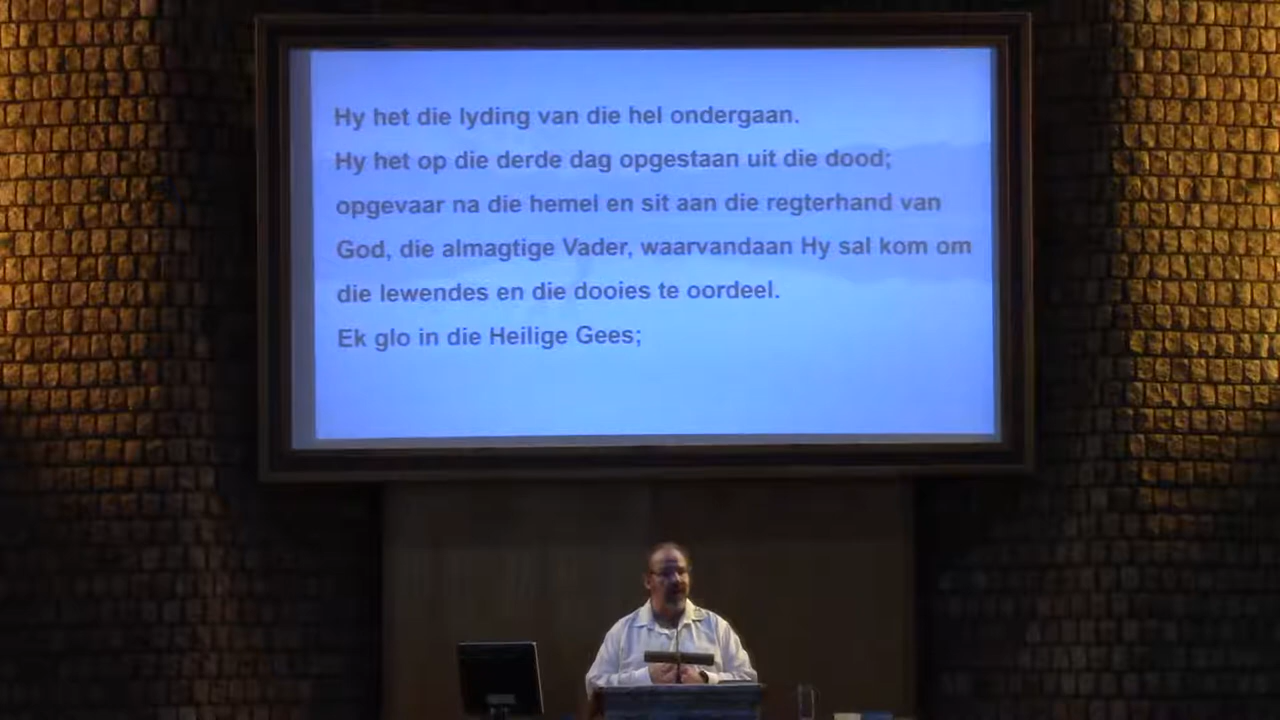 Hy het die lyding van die hel ondergaan.
Hy het op die derde dag opgestaan uit die dood;
opgevaar na die hemel en sit aan die regterhand van
God, die almagtige Vader, waarvandaan Hy sal kom om
die lewendes en die dooies te oordeel.
Ek glo in die Heilige Gees;